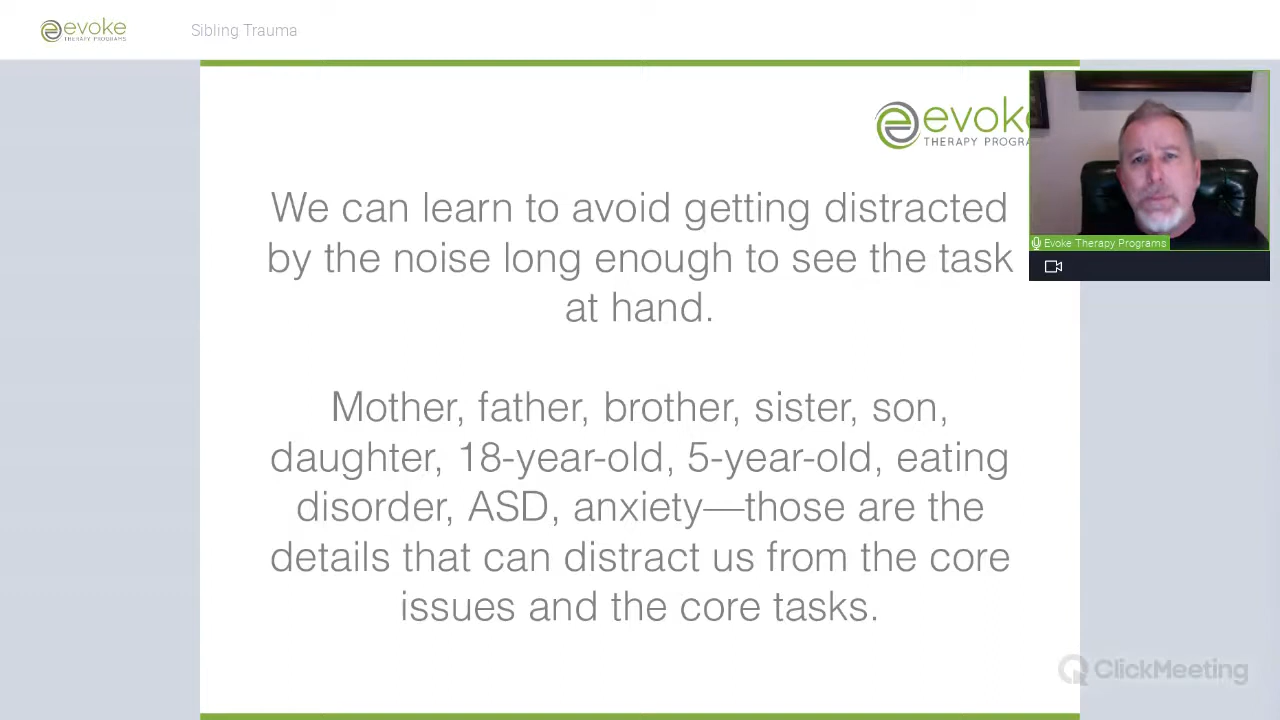 evoke
THERAPY PROGRAMS
Sibling Trauma
evoke
THERAPY PROGRA
Evoke Therapy Programs
We can learn to avoid getting distracted
by the noise long enough to see the task
at hand.
Mother, father, brother, sister, son,
daughter, 18-year-old, 5-year-old, eating
disorder, ASD, anxiety—those are the
details that can distract us from the core
issues and the core tasks.
ClickMeeting